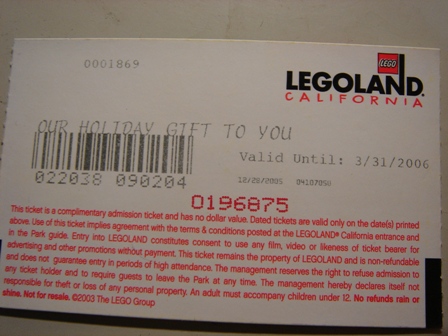 0001869
LEGO
LEGOLAND
CALIFORNIA
OUR HOLIDAY GIFT TO YOU
Valid Until: 3/31/2006
022038 090204
12/28/2005
0196875
This ticket is a complimentary admission ticket and has no dollar value. Dated tickets are valid only on the date(s) printed
above. Use of this ticket implies agreement with the terms & conditions posted at the LEGOLAND® California entrance and
in the Park guide. Entry into LEGOLAND constitutes consent to use any film, video or likeness of ticket bearer for
advertising and other promotions without payment. This ticket remains the property of LEGOLAND and is non-refundable
and does not guarantee entry in periods of high attendance. The management reserves the right to refuse admission to
any ticket holder and to require guests to leave the Park at any time. The management hereby declares itself not
responsible for theft or loss of any personal property. An adult must accompany children under 12. No refunds rain or
shine. Not for resale. ©2003 The LEGO Group